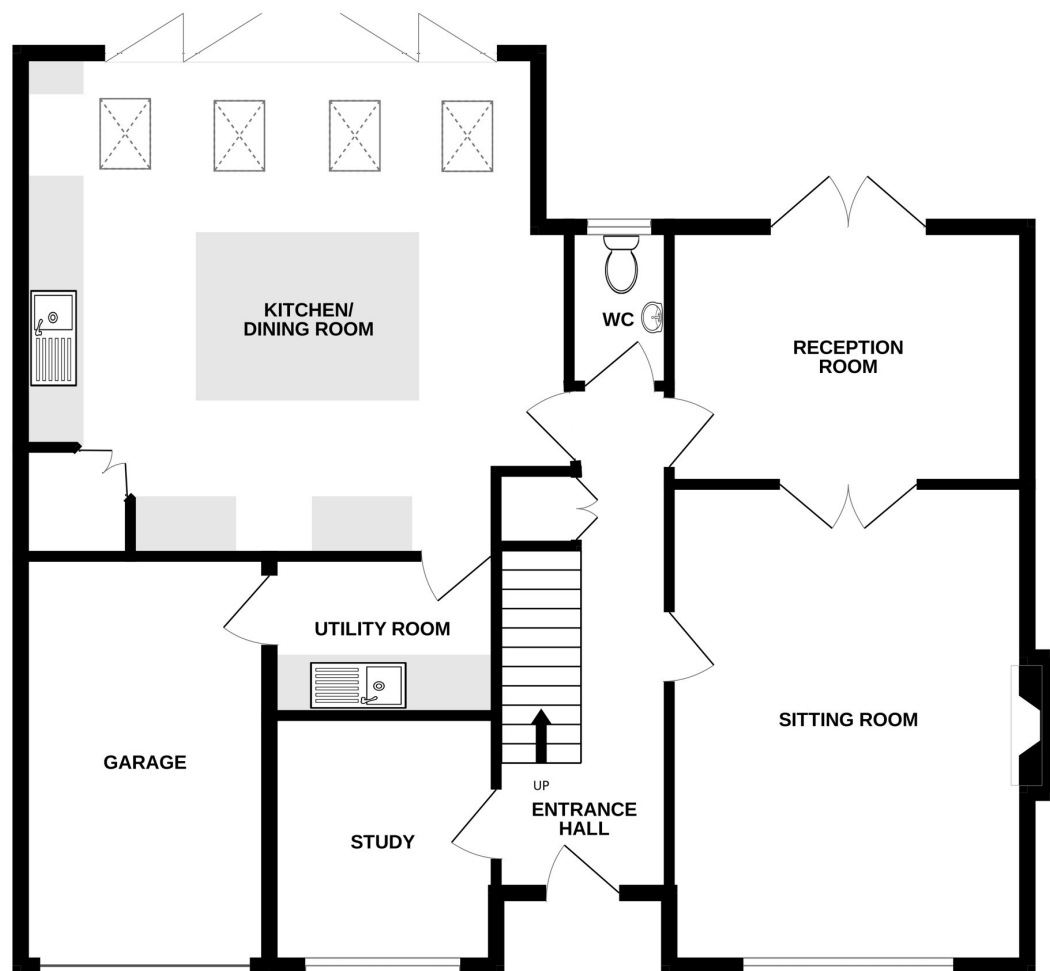 KITCHEN/
DINING ROOM
WC
RECEPTION
ROOM
UTILITY ROOM
SITTING ROOM
GARAGE
UP
ENTRANCE
HALL
STUDY